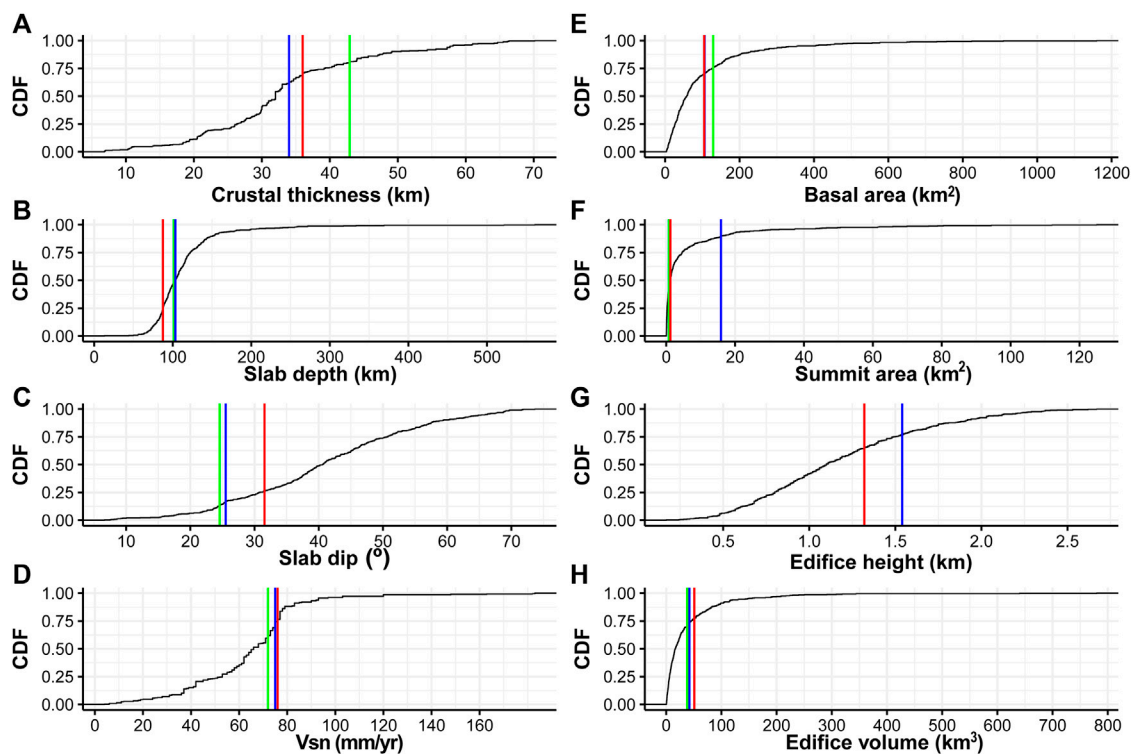 A
CDF
1.00
0.75
0.50
0.25
0.00
10 20 30 40 50 60 70
Crustal thickness (km)
B
CDF
1.00
0.75
0.50
0.25
0.00
0 100 200 300 400 500
Slab depth (km)
C
CDF
1.00
0.75
0.50
0.25
0.00
10 20 30 40 50 60 70
Slab dip (º)
D
CDF
1.00
0.75
0.50
0.25
0.00
0 20 40 60 80 100 120 140 160
Vsn (mm/yr)
E
CDF
1.00
0.75
0.50
0.25
0.00
0 200 400 600 800 1000 1200
Basal area (km²)
F
CDF
1.00
0.75
0.50
0.25
0.00
0 20 40 60 80 100 120
Summit area (km²)
G
CDF
1.00
0.75
0.50
0.25
0.00
0.5 1.0 1.5 2.0 2.5
Edifice height (km)
H
CDF
1.00
0.75
0.50
0.25
0.00
0 100 200 300 400 500 600 700 800
Edifice volume (km³)